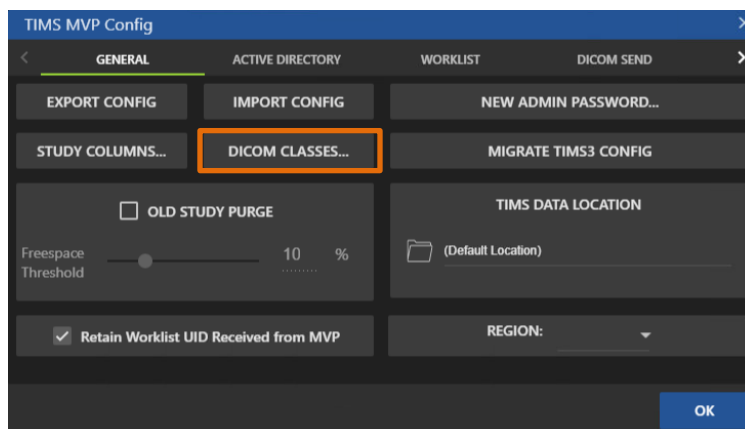 TIMS MVP Config
GENERAL ACTIVE DIRECTORY WORKLIST DICOM SEND
EXPORT CONFIG IMPORT CONFIG NEW ADMIN PASSWORD...
STUDY COLUMNS... DICOM CLASSES... MIGRATE TIMS3 CONFIG
OLD STUDY PURGE
Freespace
Threshold
10 %
TIMS DATA LOCATION
(Default Location)
Retain Worklist UID Received from MVP
REGION:
OK